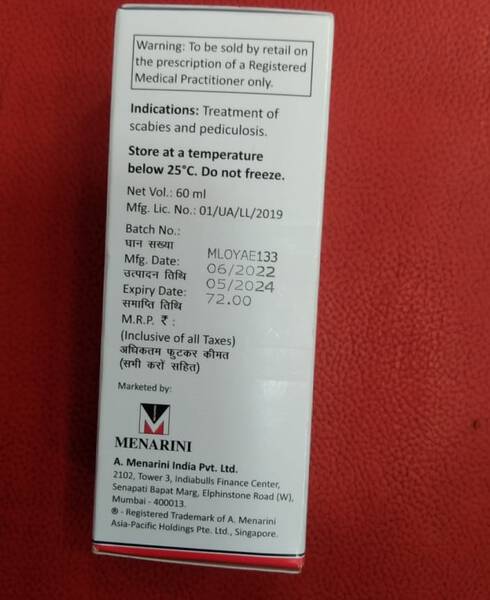 Warning: To be sold by retail on
the prescription of a Registered
Medical Practitioner only.
Indications: Treatment of
scabies and pediculosis.
Store at a temperature
below 25°C. Do not freeze.
Net Vol.: 60 ml
Mfg. Lic. No.: 01/UA/LL/2019
Batch No.:
घान संख्या MLOYAE133
Mfg. Date: 06/2022
उत्पादन तिथि 05/2024
Expiry Date: 72.00
समाप्ति तिथि
M.R.P. ₹ :
(Inclusive of all Taxes)
अधिकतम फुटकर कीमत
(सभी करों सहित)
Marketed by:
MENARINI
A. Menarini India Pvt. Ltd.
2102, Tower 3, Indiabulls Finance Center,
Senapati Bapat Marg, Elphinstone Road (W),
Mumbai - 400013.
® - Registered Trademark of A. Menarini
Asia-Pacific Holdings Pte. Ltd., Singapore.